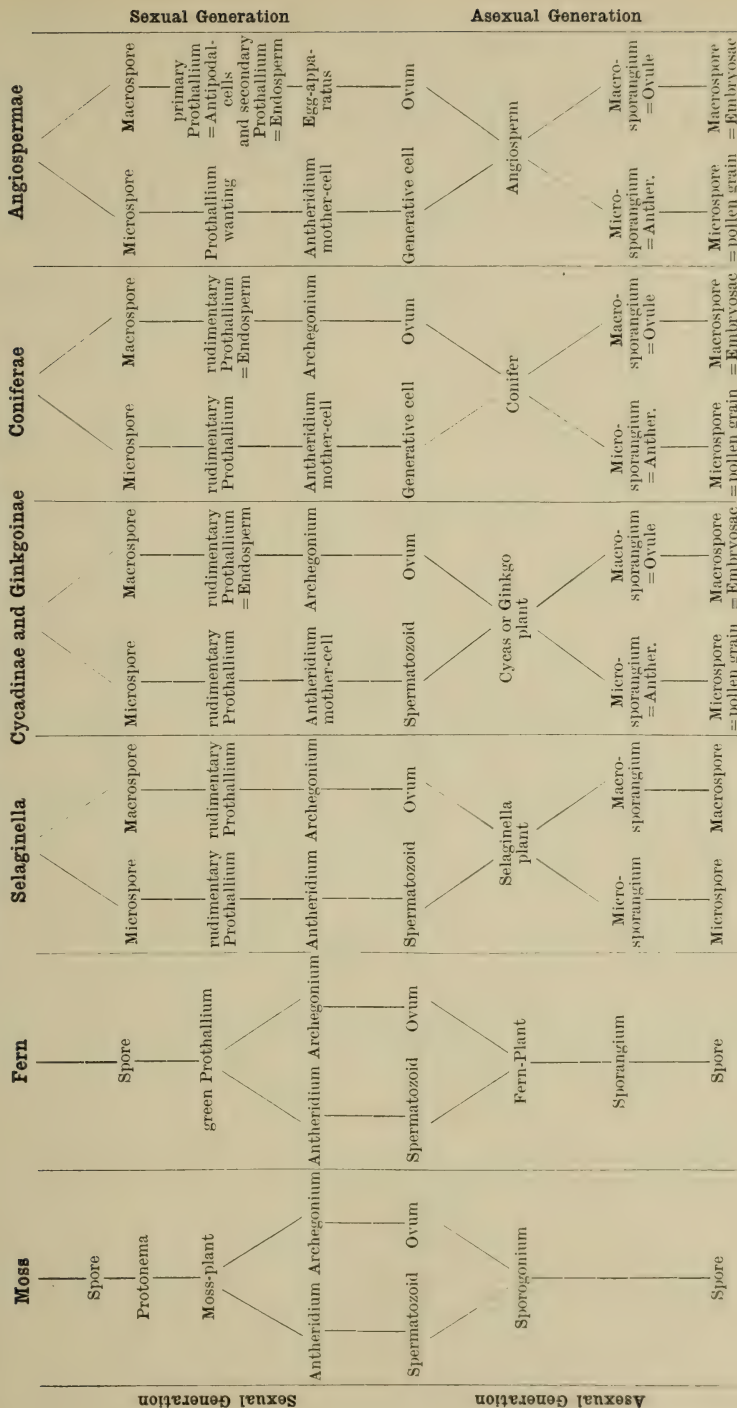 Sexual Generation
Asexual Generation
Moss
Spore
Protonema
Moss-plant
Antheridium Archegonium
Spermatozoid Ovum
Sporogonium
Spore
Fern
Spore
green Prothallium
Antheridium Archegonium
Spermatozoid Ovum
Fern-Plant
Sporangium
Spore
Selaginella
Microspore Macrospore
rudimentary rudimentary
Prothallium Prothallium
Antheridium Archegonium
Spermatozoid Ovum
Selaginella
plant
Micro- Macro-
sporangium sporangium
Microspore Macrospore
Cycadinae and Ginkgoinae
Microspore Macrospore
rudimentary rudimentary
Prothallium Prothallium
= Endosperm
Antheridium Archegonium
mother-cell
Spermatozoid Ovum
Cycas or Ginkgo
plant
Micro- Macro-
sporangium sporangium
= Anther. = Ovule
Microspore Macrospore
= pollen grain = Embryosac
Coniferae
Microspore Macrospore
rudimentary rudimentary
Prothallium Prothallium
= Endosperm
Antheridium Archegonium
mother-cell
Generative cell Ovum
Conifer
Micro- Macro-
sporangium sporangium
= Anther. = Ovule
Microspore Macrospore
= pollen grain = Embryosac
Angiospermae
Microspore Macrospore
Prothallium
wanting
primary
Prothallium
= Antipodal-
cells
and secondary
Prothallium
= Endosperm
Antheridium Egg-appa-
mother-cell ratus
Generative cell Ovum
Angiosperm
Micro- Macro-
sporangium sporangium
= Anther. = Ovule
Microspore Macrospore
= pollen grain = Embryosac
Sexual Generation
Asexual Generation